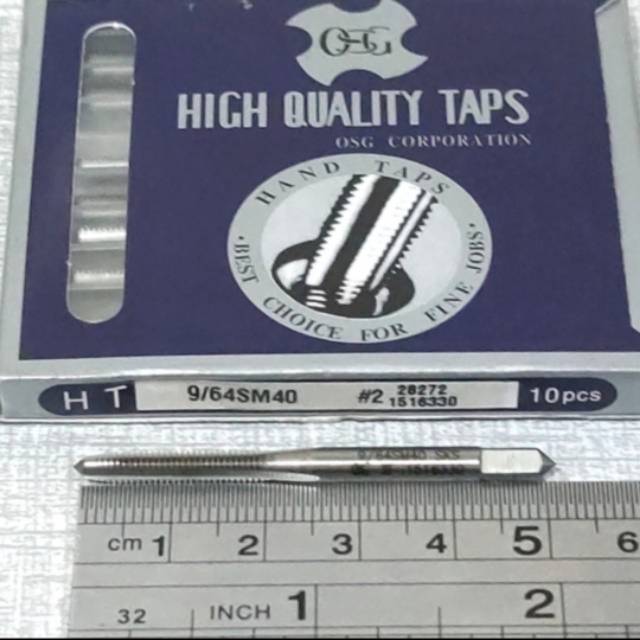 OSG
HIGH QUALITY TAPS
OSG CORPORATION
HAND TAPS
·BEST CHOICE FOR FINE JOBS·
HT 9/64SM40 #2 28272 10pcs
1516330
9/64SM40 SKS
1516330
cm 1 2 3 4 5 6
32 INCH 1 2